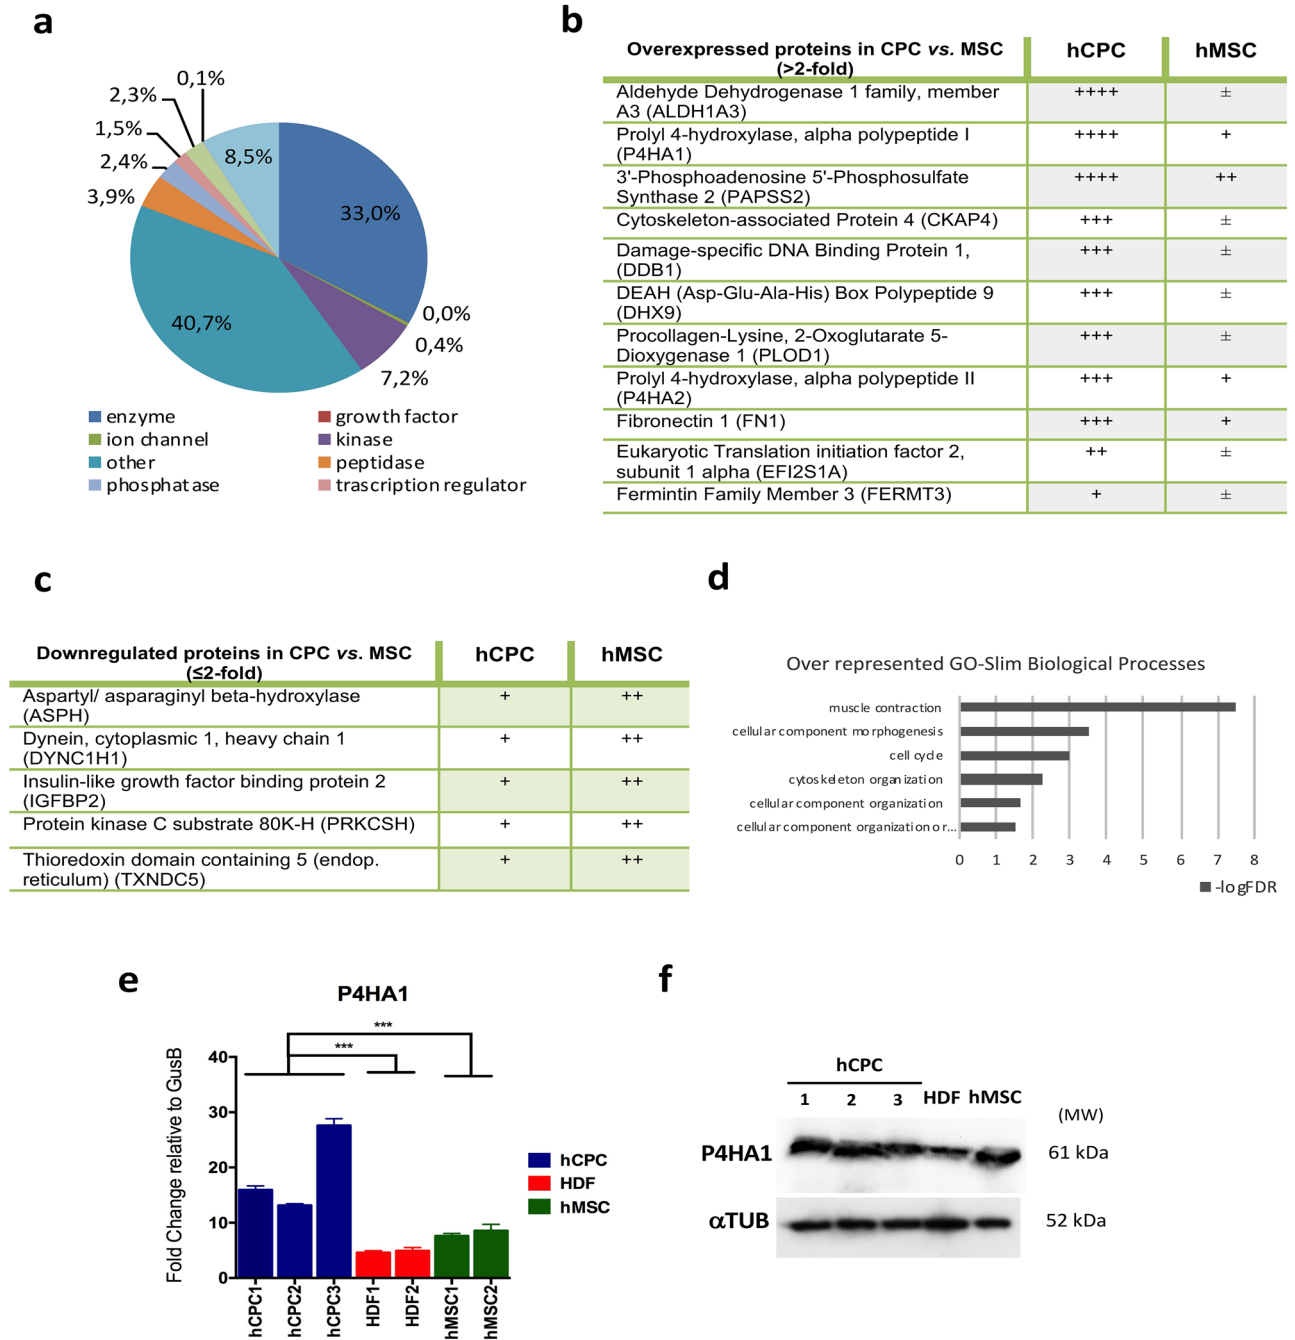 a
0,1%
2,3%
1,5%
2,4%
3,9%
8,5%
33,0%
40,7%
0,0%
0,4%
7,2%
enzyme
growth factor
ion channel
kinase
other
peptidase
phosphatase
trascription regulator
b
Overexpressed proteins in CPC vs. MSC
(>2-fold)
hCPC
hMSC
Aldehyde Dehydrogenase 1 family, member
A3 (ALDH1A3)
++++
±
Prolyl 4-hydroxylase, alpha polypeptide I
(P4HA1)
++++
+
3'-Phosphoadenosine 5'-Phosphosulfate
Synthase 2 (PAPSS2)
++++
++
Cytoskeleton-associated Protein 4 (CKAP4)
+++
±
Damage-specific DNA Binding Protein 1,
(DDB1)
+++
±
DEAH (Asp-Glu-Ala-His) Box Polypeptide 9
(DHX9)
+++
±
Procollagen-Lysine, 2-Oxoglutarate 5-
Dioxygenase 1 (PLOD1)
+++
±
Prolyl 4-hydroxylase, alpha polypeptide II
(P4HA2)
+++
+
Fibronectin 1 (FN1)
+++
+
Eukaryotic Translation initiation factor 2,
subunit 1 alpha (EFI2S1A)
++
±
Fermintin Family Member 3 (FERMT3)
+
±
c
Downregulated proteins in CPC vs. MSC
(≤2-fold)
hCPC
hMSC
Aspartyl/ asparaginyl beta-hydroxylase
(ASPH)
+
++
Dynein, cytoplasmic 1, heavy chain 1
(DYNC1H1)
+
++
Insulin-like growth factor binding protein 2
(IGFBP2)
+
++
Protein kinase C substrate 80K-H (PRKCSH)
+
++
Thioredoxin domain containing 5 (endop.
reticulum) (TXNDC5)
+
++
d
Over represented GO-Slim Biological Processes
muscle contraction
cellular component morphogenesis
cell cycle
cytoskeleton organization
cellular component organization
cellular component organization or...
0 1 2 3 4 5 6 7 8
-logFDR
e
P4HA1
***
***
Fold Change relative to GusB
40
30
20
10
0
hCPC1
hCPC2
hCPC3
HDF1
HDF2
hMSC1
hMSC2
hCPC
HDF
hMSC
f
hCPC
1 2 3 HDF hMSC
(MW)
P4HA1
61 kDa
αTUB
52 kDa